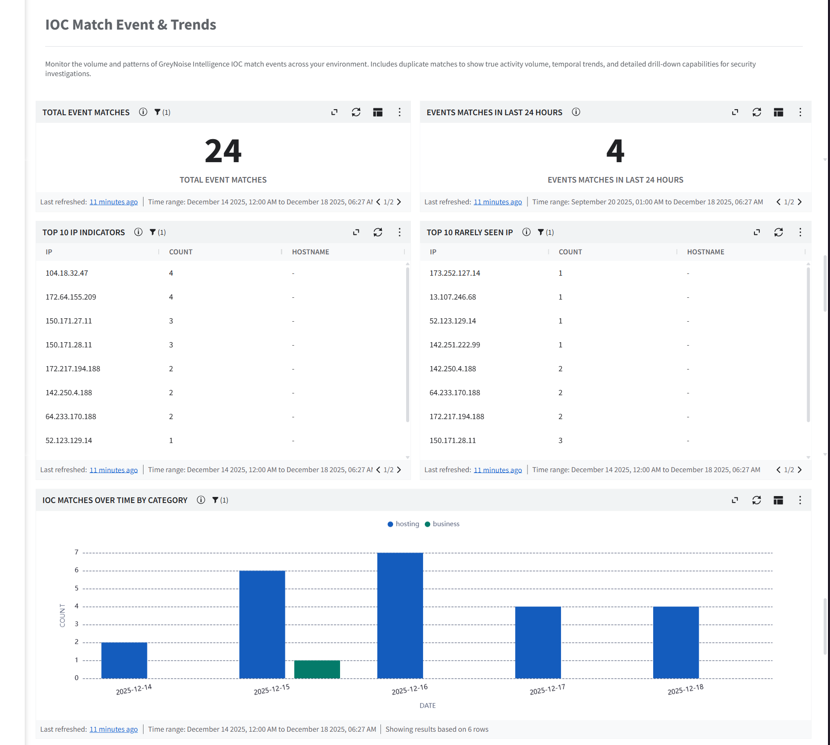 IOC Match Event & Trends
Monitor the volume and patterns of GreyNoise Intelligence IOC match events across your environment. Includes duplicate matches to show true activity volume, temporal trends, and detailed drill-down capabilities for security
investigations.
TOTAL EVENT MATCHES (1)
24
TOTAL EVENT MATCHES
Last refreshed: 11 minutes ago Time range: December 14 2025, 12:00 AM to December 18 2025, 06:27 1/2
EVENTS MATCHES IN LAST 24 HOURS
4
EVENTS MATCHES IN LAST 24 HOURS
Last refreshed: 11 minutes ago Time range: September 20 2025, 01:00 AM to December 18 2025, 06:27 AM 1/2
TOP 10 IP INDICATORS (1)
IP COUNT HOSTNAME
104.18.32.47 4 -
172.64.155.209 4 -
150.171.27.11 3 -
150.171.28.11 3 -
172.217.194.188 2 -
142.250.4.188 2 -
64.233.170.188 2 -
52.123.129.14 1 -
Last refreshed: 11 minutes ago Time range: December 14 2025, 12:00 AM to December 18 2025, 06:27 1/2
TOP 10 RARELY SEEN IP (1)
IP COUNT HOSTNAME
173.252.127.14 1 -
13.107.246.68 1 -
52.123.129.14 1 -
142.251.222.99 1 -
142.250.4.188 2 -
64.233.170.188 2 -
172.217.194.188 2 -
150.171.28.11 3 -
Last refreshed: 11 minutes ago Time range: December 14 2025, 12:00 AM to December 18 2025, 06:27 AM 1/2
IOC MATCHES OVER TIME BY CATEGORY (1)
hosting business
7
6
5
4
3
2
1
0
COUNT
2025-12-14 2025-12-15 2025-12-16 2025-12-17 2025-12-18
DATE
Last refreshed: 11 minutes ago Time range: December 14 2025, 12:00 AM to December 18 2025, 06:27 AM Showing results based on 6 rows